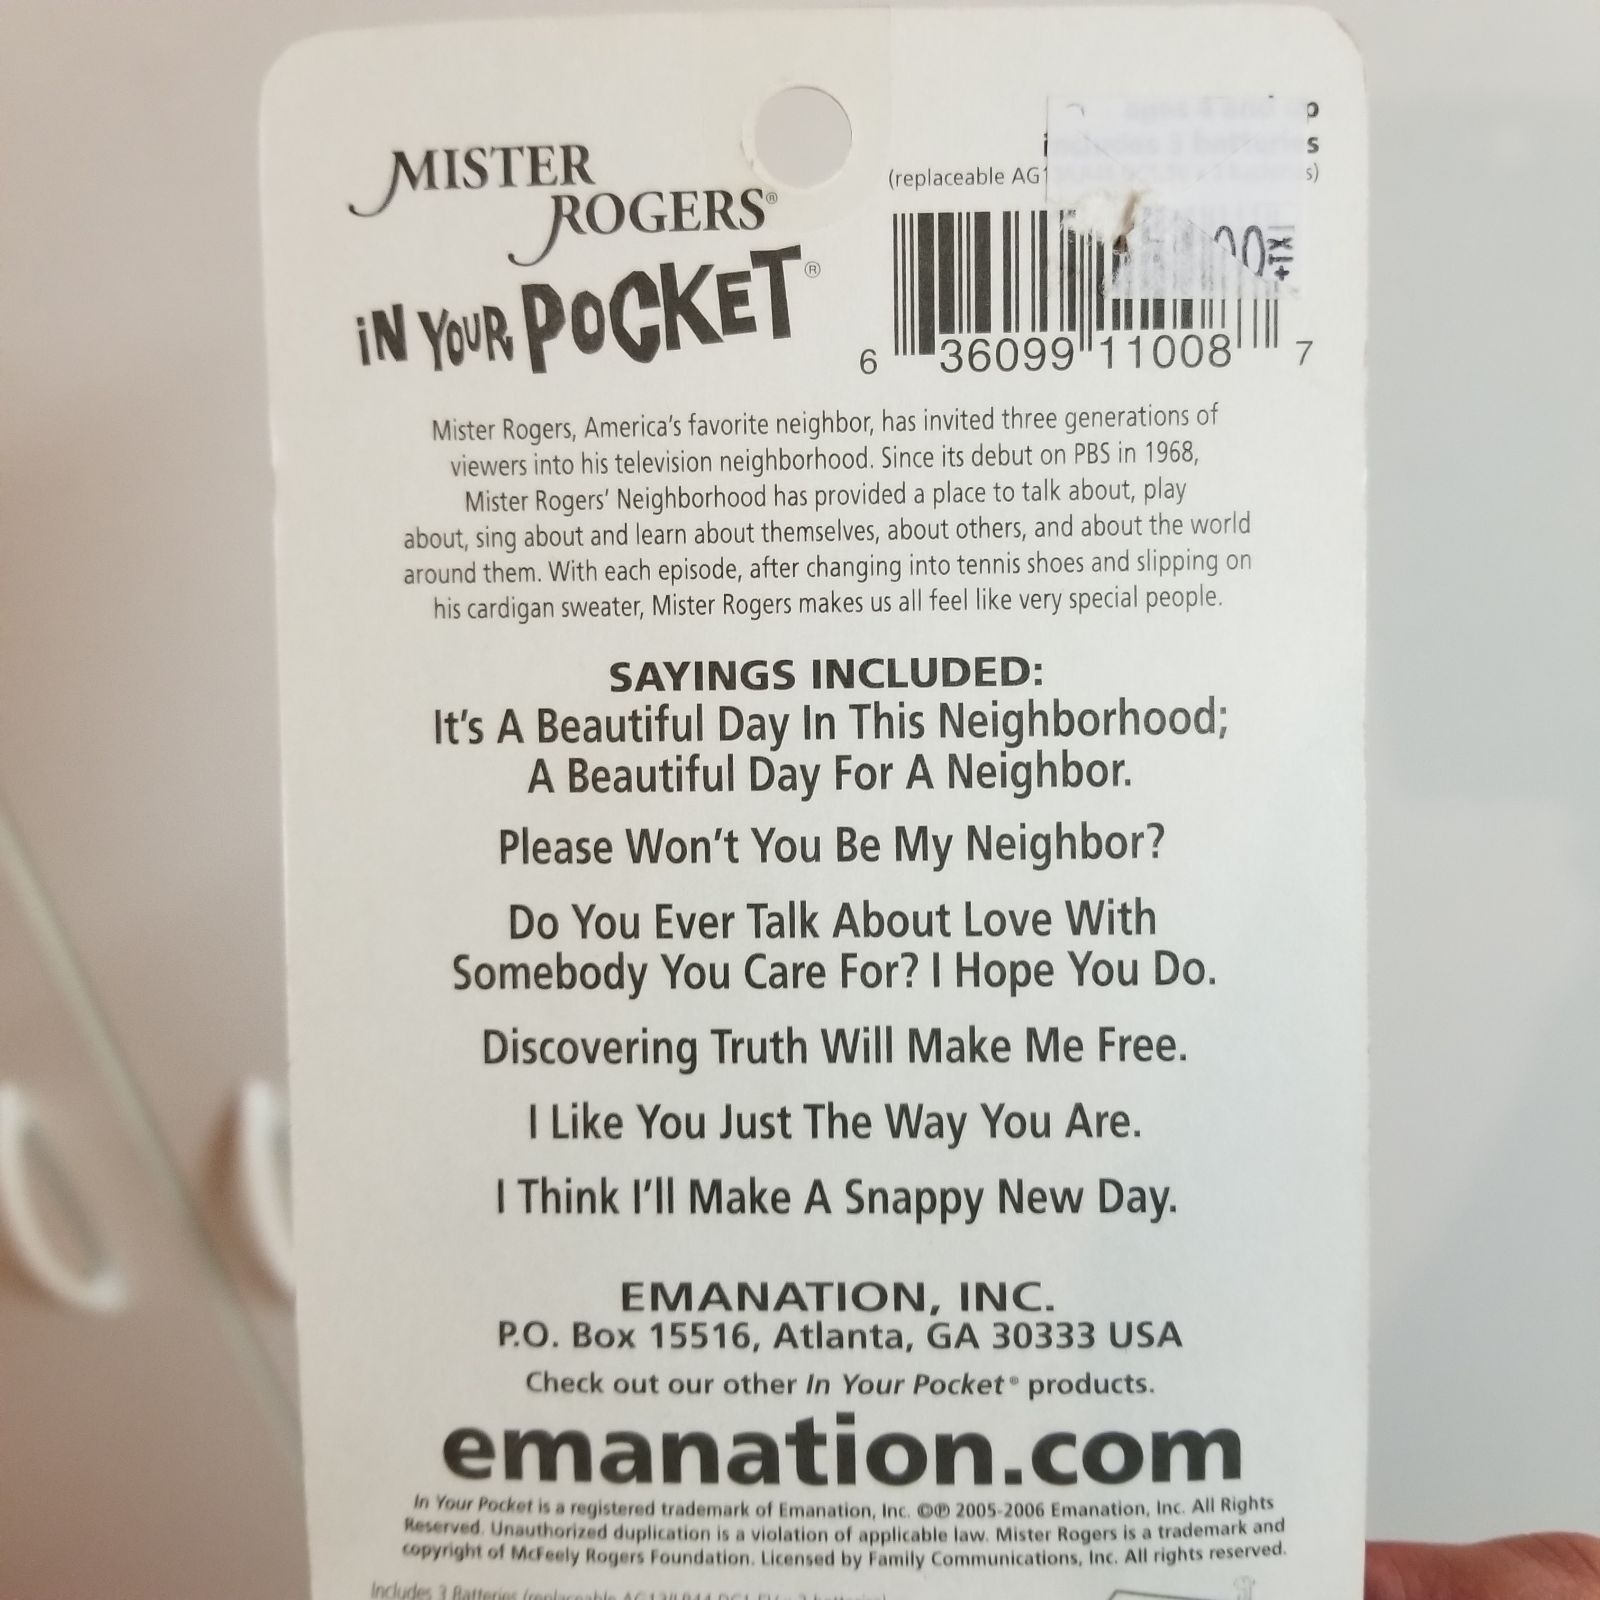 MISTER
ROGERS®
iN YOUR POCKET®
p
s
(replaceable AG1 s)
00
+TX
6 36099 11008 7
Mister Rogers, America's favorite neighbor, has invited three generations of
viewers into his television neighborhood. Since its debut on PBS in 1968,
Mister Rogers' Neighborhood has provided a place to talk about, play
about, sing about and learn about themselves, about others, and about the world
around them. With each episode, after changing into tennis shoes and slipping on
his cardigan sweater, Mister Rogers makes us all feel like very special people.
SAYINGS INCLUDED:
It's A Beautiful Day In This Neighborhood;
A Beautiful Day For A Neighbor.
Please Won't You Be My Neighbor?
Do You Ever Talk About Love With
Somebody You Care For? I Hope You Do.
Discovering Truth Will Make Me Free.
I Like You Just The Way You Are.
I Think I'll Make A Snappy New Day.
EMANATION, INC.
P.O. Box 15516, Atlanta, GA 30333 USA
Check out our other In Your Pocket® products.
emanation.com
In Your Pocket is a registered trademark of Emanation, Inc. ©℗ 2005-2006 Emanation, Inc. All Rights
Reserved. Unauthorized duplication is a violation of applicable law. Mister Rogers is a trademark and
copyright of McFeely Rogers Foundation. Licensed by Family Communications, Inc. All rights reserved.
Includes 3 Batteries (replaceable